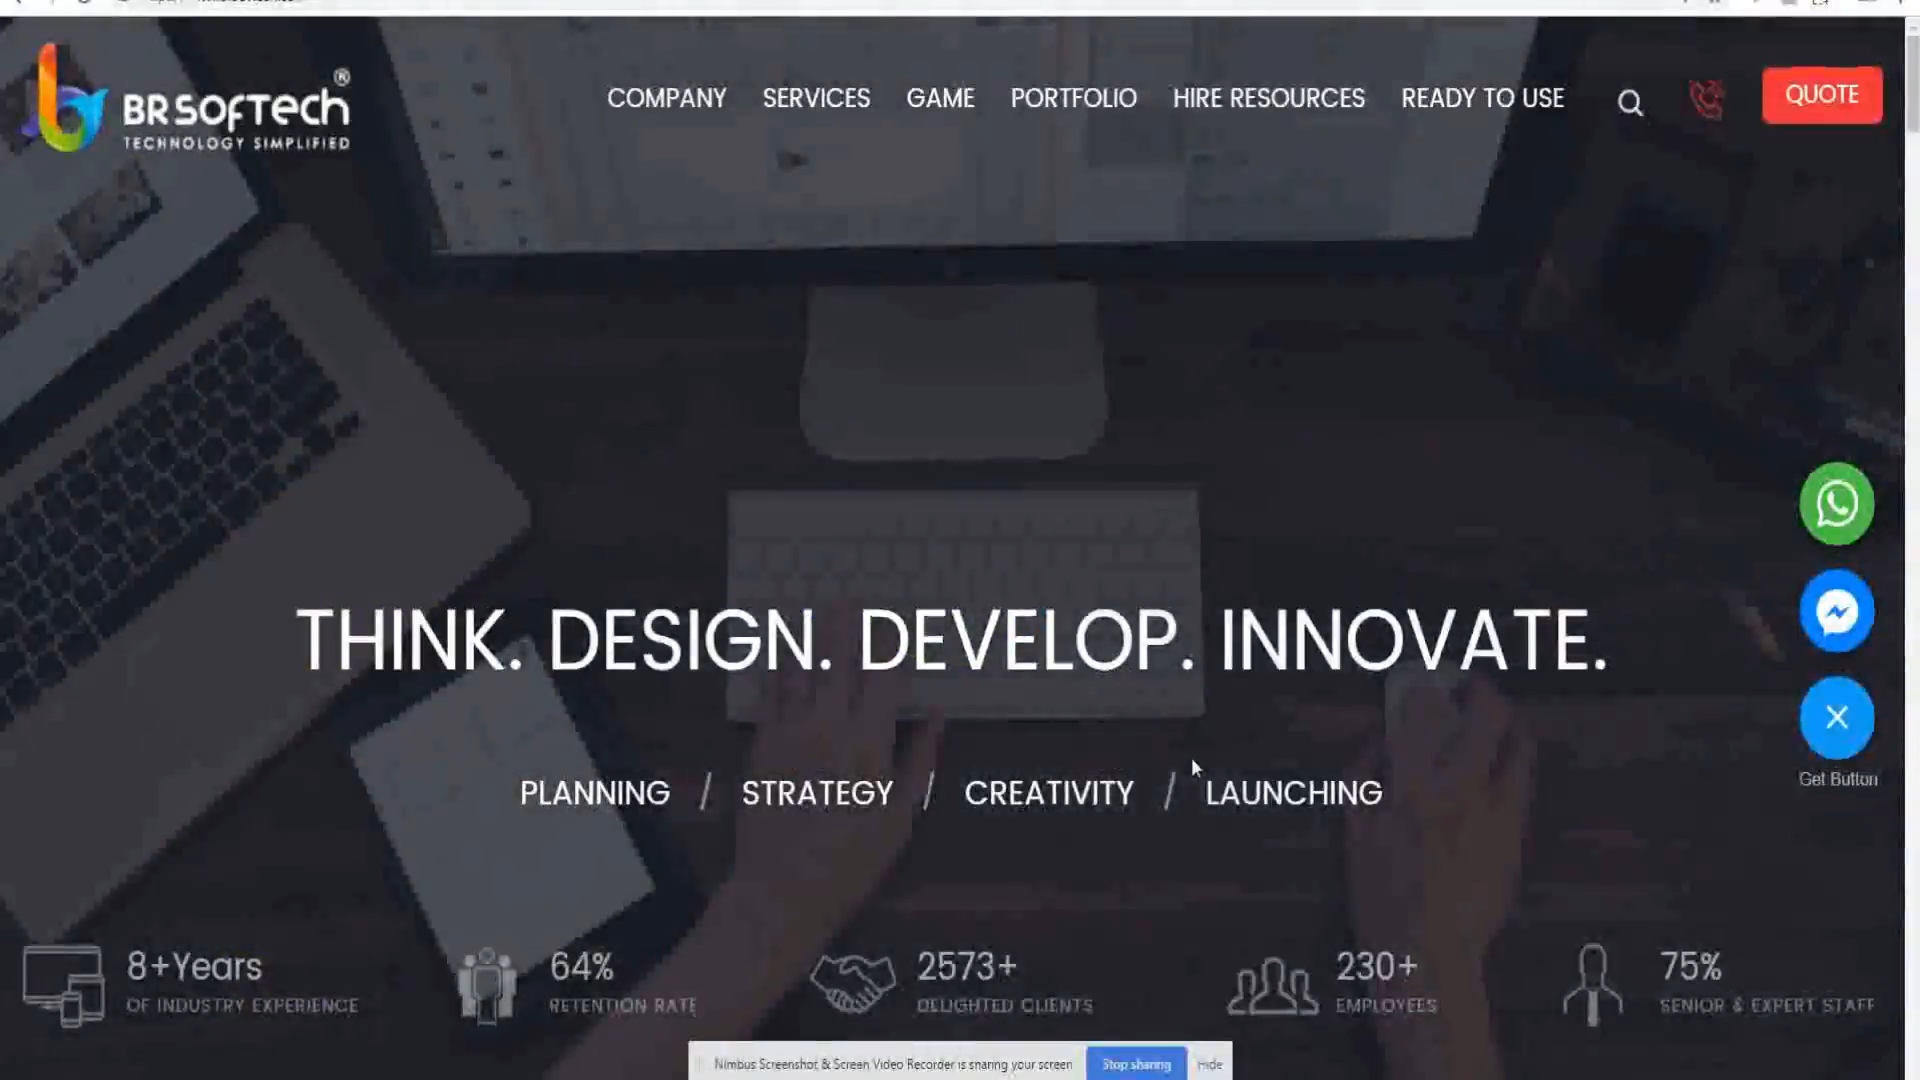 BR SOFTECH ®
TECHNOLOGY SIMPLIFIED
COMPANY SERVICES GAME PORTFOLIO HIRE RESOURCES READY TO USE QUOTE
THINK. DESIGN. DEVELOP. INNOVATE.
PLANNING / STRATEGY / CREATIVITY / LAUNCHING
Get Button
8+Years
OF INDUSTRY EXPERIENCE
64%
RETENTION RATE
2573+
DELIGHTED CLIENTS
230+
EMPLOYEES
75%
SENIOR & EXPERT STAFF
Nimbus Screenshot & Screen Video Recorder is sharing your screen Stop sharing Hide